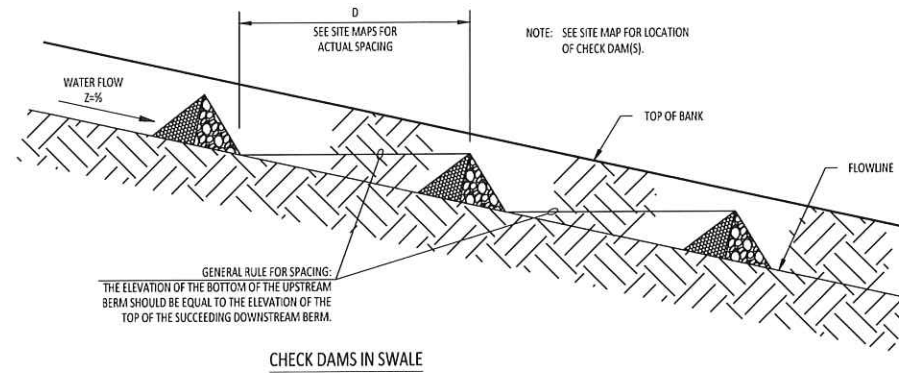 D
SEE SITE MAPS FOR
ACTUAL SPACING
NOTE: SEE SITE MAP FOR LOCATION
OF CHECK DAM(S).
WATER FLOW
Z=%
TOP OF BANK
FLOWLINE
GENERAL RULE FOR SPACING:
THE ELEVATION OF THE BOTTOM OF THE UPSTREAM
BERM SHOULD BE EQUAL TO THE ELEVATION OF THE
TOP OF THE SUCCEEDING DOWNSTREAM BERM.
CHECK DAMS IN SWALE